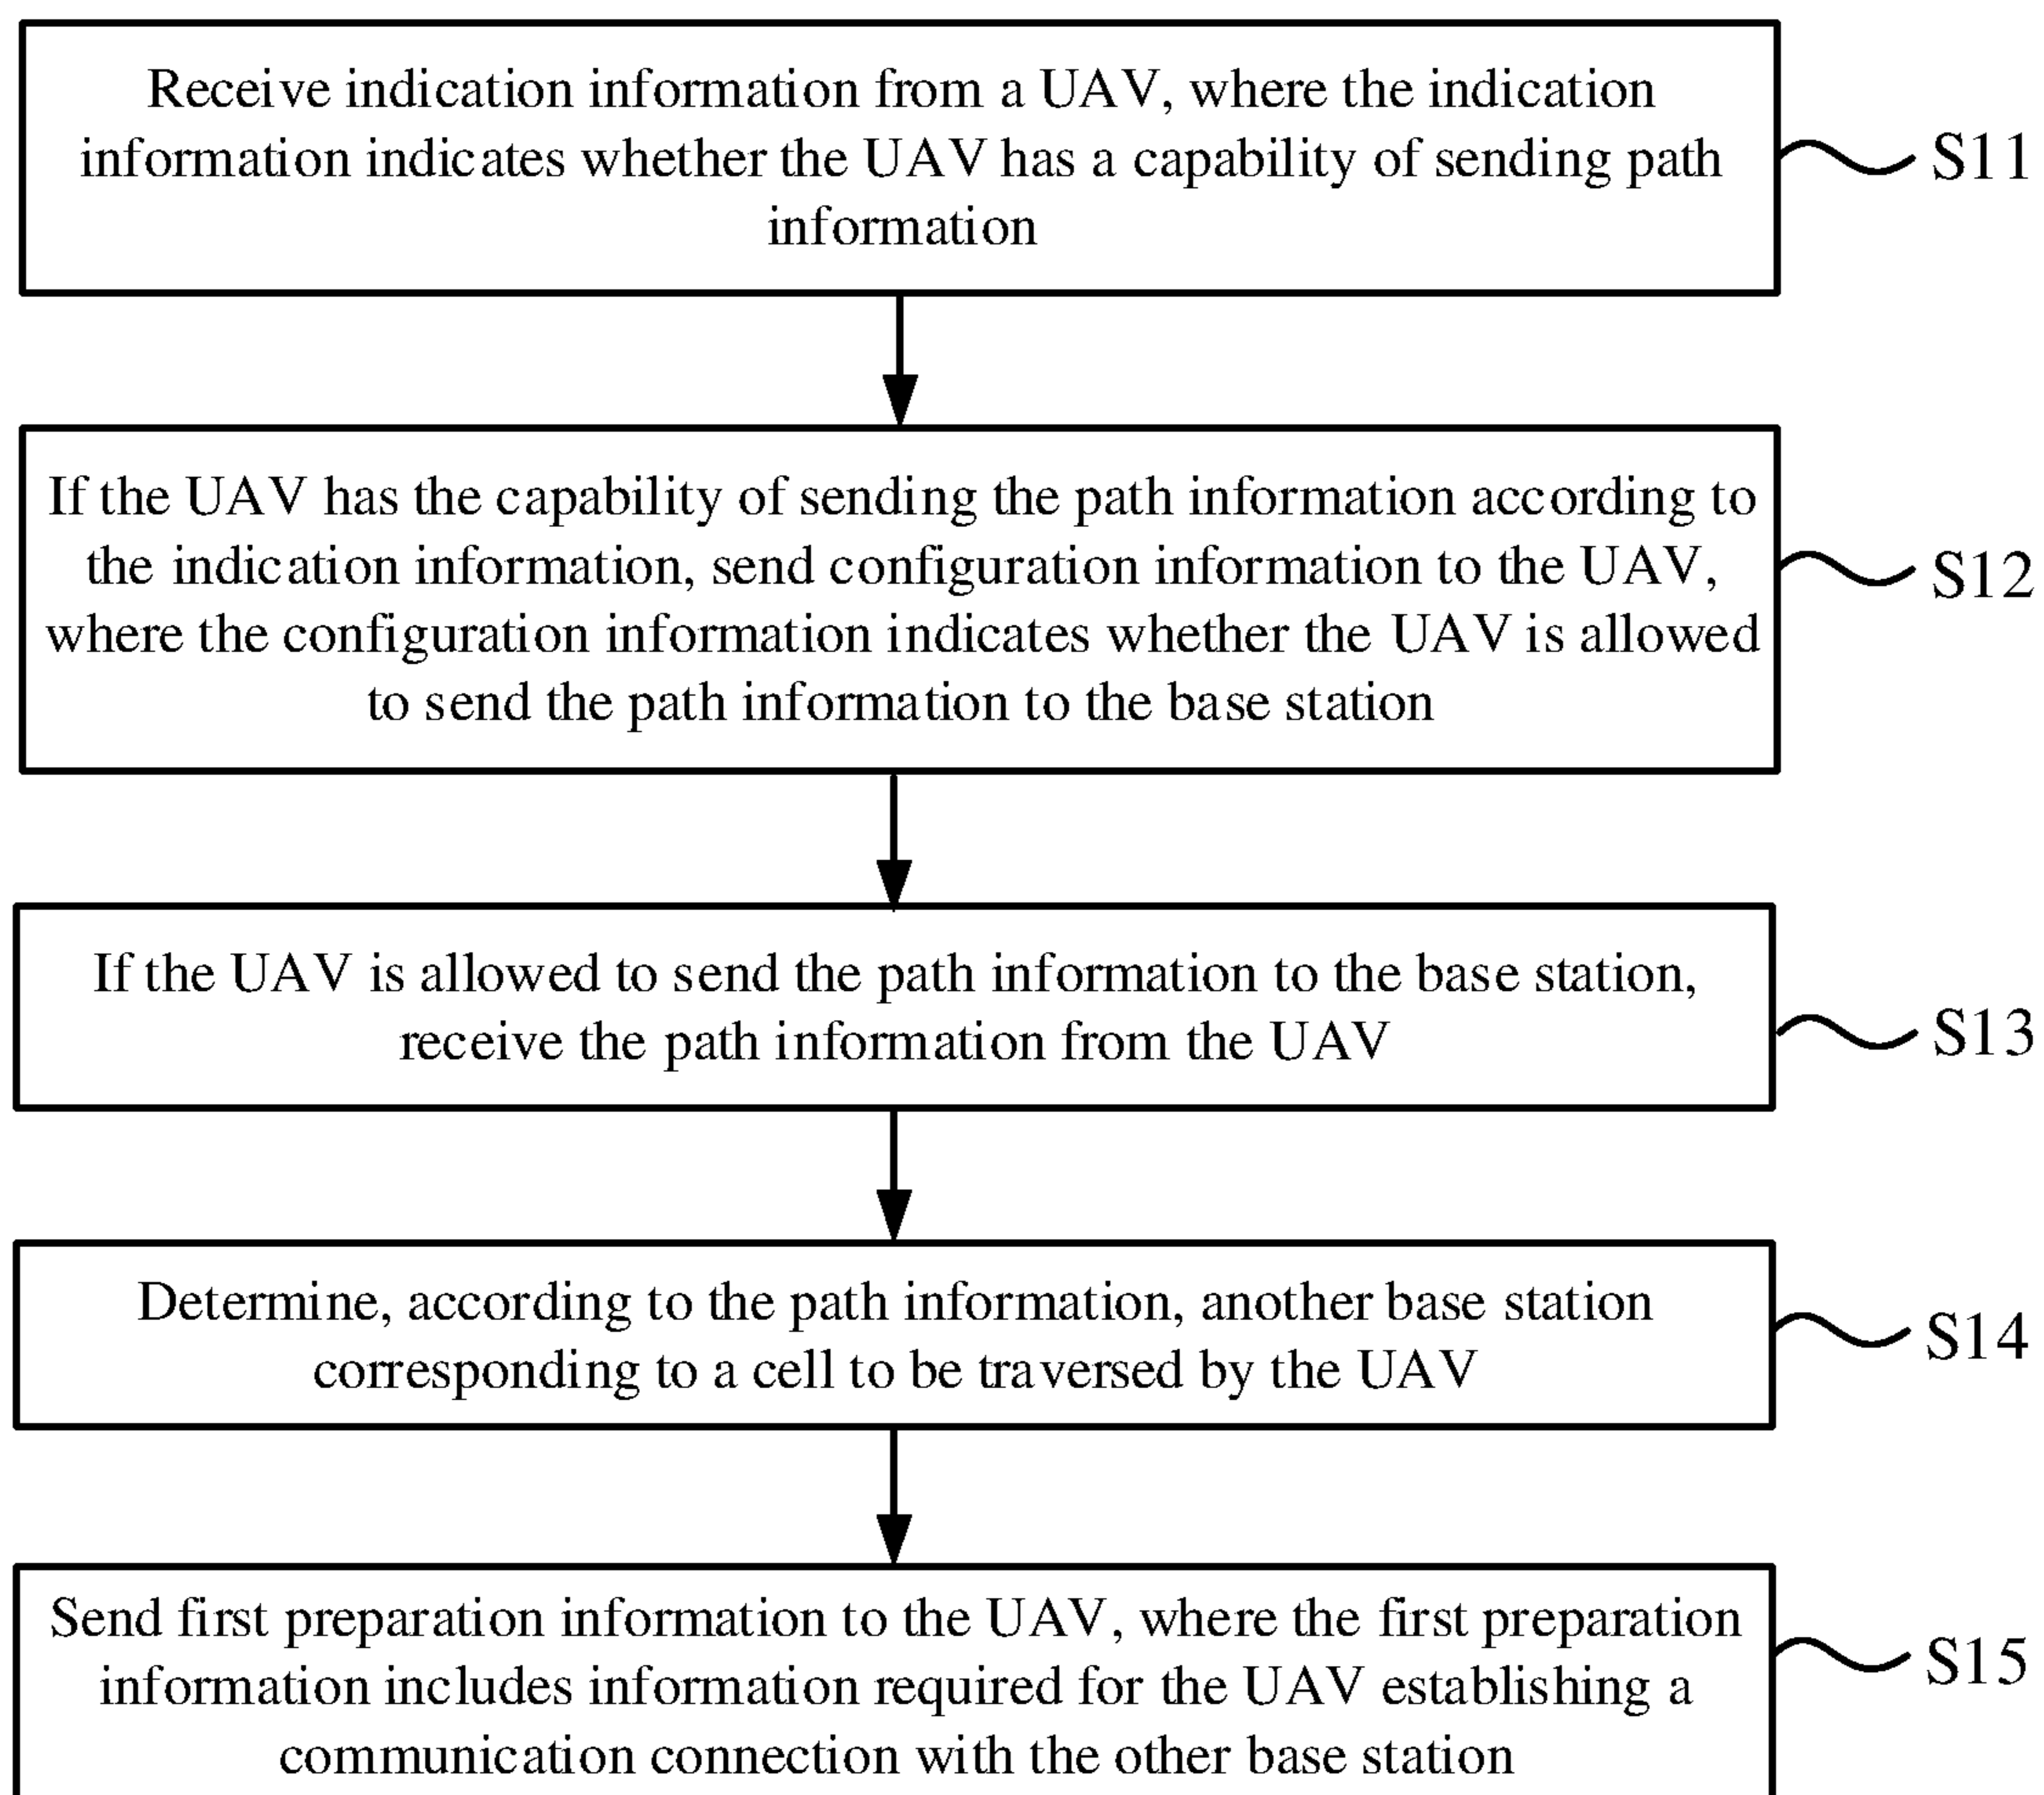 Receive indication information from a UAV, where the indication
information indicates whether the UAV has a capability of sending path
information
S11
If the UAV has the capability of sending the path information according to
the indication information, send configuration information to the UAV,
where the configuration information indicates whether the UAV is allowed
to send the path information to the base station
S12
If the UAV is allowed to send the path information to the base station,
receive the path information from the UAV
S13
Determine, according to the path information, another base station
corresponding to a cell to be traversed by the UAV
S14
Send first preparation information to the UAV, where the first preparation
information includes information required for the UAV establishing a
communication connection with the other base station
S15